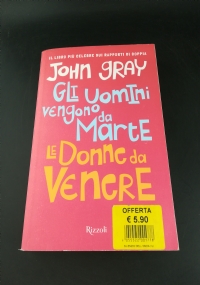 IL LIBRO PIÙ CELEBRE SUI RAPPORTI DI COPPIA
JOHN GRAY
GLI UOMINI
vengono da
MARTE
LE DONNE da
VENERE
Rizzoli
OFFERTA
€ 5.90